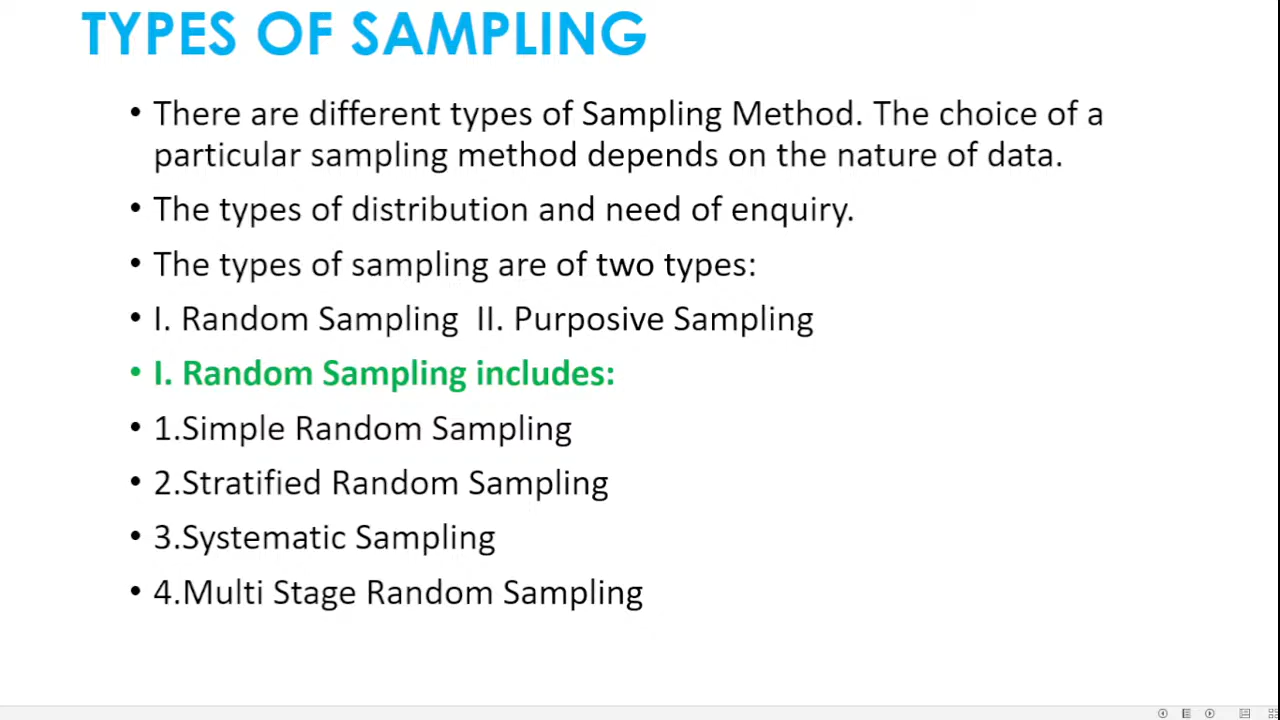 TYPES OF SAMPLING
• There are different types of Sampling Method. The choice of a
particular sampling method depends on the nature of data.
• The types of distribution and need of enquiry.
• The types of sampling are of two types:
• I. Random Sampling  II. Purposive Sampling
• I. Random Sampling includes:
• 1.Simple Random Sampling
• 2.Stratified Random Sampling
• 3.Systematic Sampling
• 4.Multi Stage Random Sampling